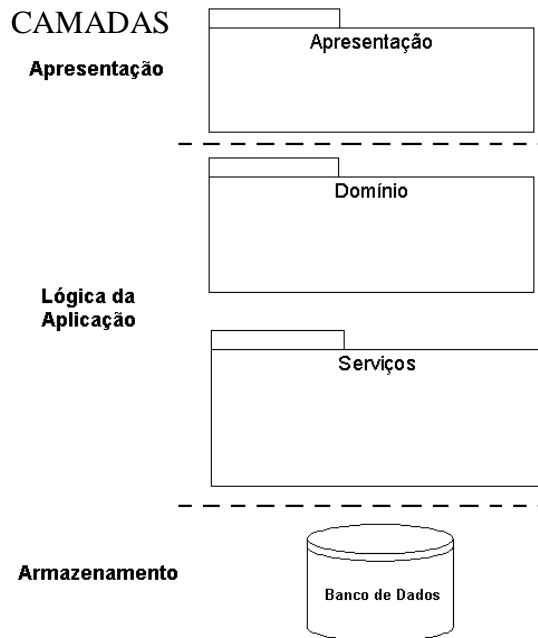 CAMADAS
Apresentação
Apresentação
Domínio
Lógica da
Aplicação
Serviços
Armazenamento
Banco de Dados